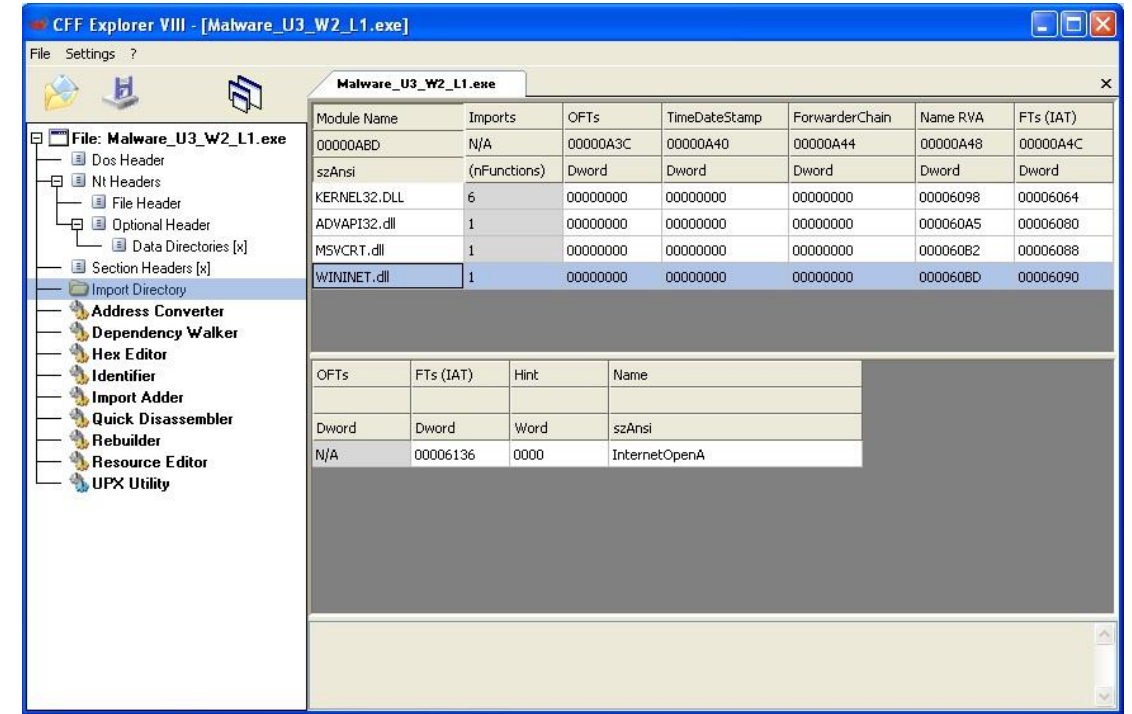 CFF Explorer VIII - [Malware_U3_W2_L1.exe]
File Settings ?
Malware_U3_W2_L1.exe
File: Malware_U3_W2_L1.exe
Dos Header
Nt Headers
File Header
Optional Header
Data Directories [x]
Section Headers [x]
Import Directory
Address Converter
Dependency Walker
Hex Editor
Identifier
Import Adder
Quick Disassembler
Rebuilder
Resource Editor
UPX Utility
Module Name Imports OFTs TimeDateStamp ForwarderChain Name RVA FTs (IAT)
00000ABD N/A 00000A3C 00000A40 00000A44 00000A48 00000A4C
szAnsi (nFunctions) Dword Dword Dword Dword Dword
KERNEL32.DLL 6 00000000 00000000 00000000 00006098 00006064
ADVAPI32.dll 1 00000000 00000000 00000000 000060A5 00006080
MSVCRT.dll 1 00000000 00000000 00000000 000060B2 00006088
WININET.dll 1 00000000 00000000 00000000 000060BD 00006090
OFTs FTs (IAT) Hint Name
Dword Dword Word szAnsi
N/A 00006136 0000 InternetOpenA